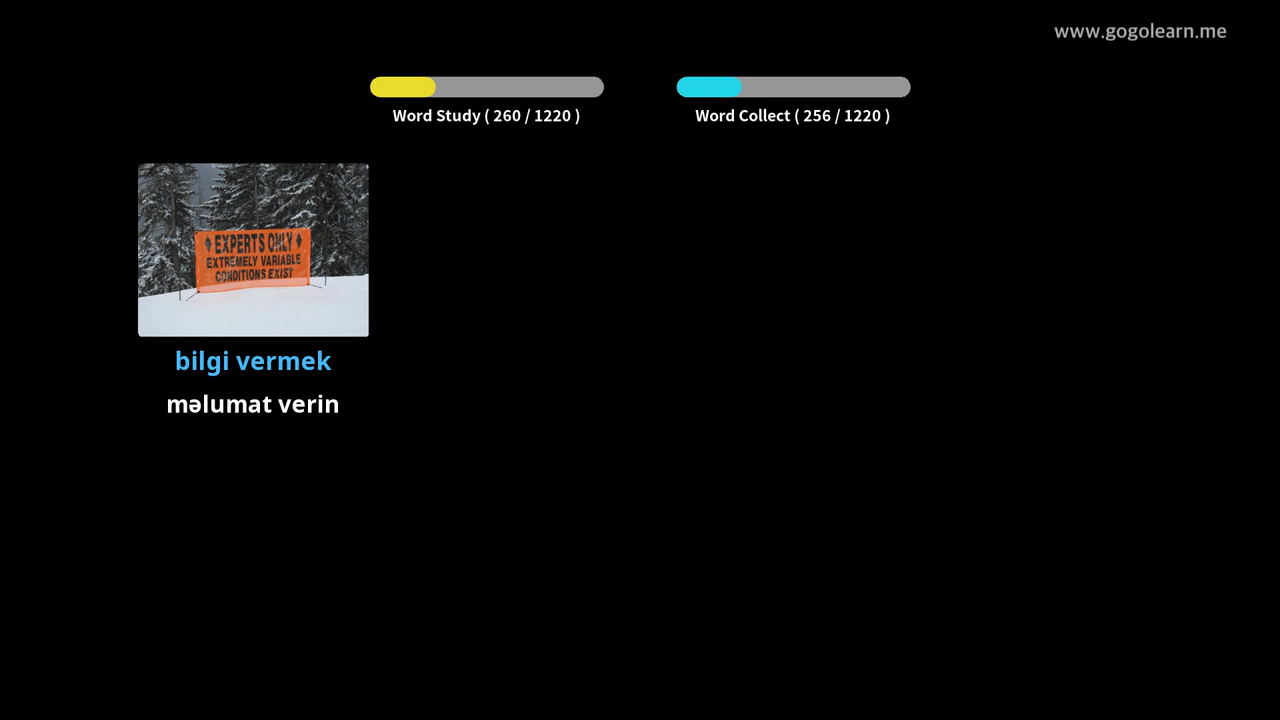 www.gogolearn.me
Word Study ( 260 / 1220 )
Word Collect ( 256 / 1220 )
EXPERTS ONLY
EXTREMELY VARIABLE
CONDITIONS EXIST
bilgi vermek
məlumat verin